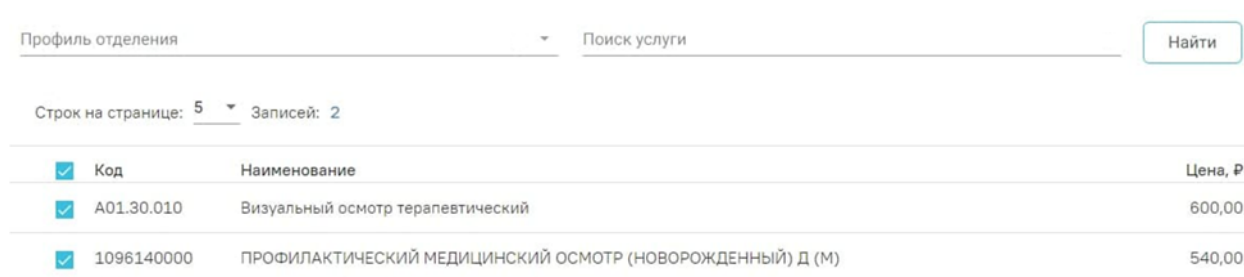 Профиль отделения Поиск услуги Найти
Строк на странице: 5 Записей: 2
Код Наименование Цена, ₽
A01.30.010 Визуальный осмотр терапевтический 600,00
1096140000 ПРОФИЛАКТИЧЕСКИЙ МЕДИЦИНСКИЙ ОСМОТР (НОВОРОЖДЕННЫЙ) Д (М) 540,00